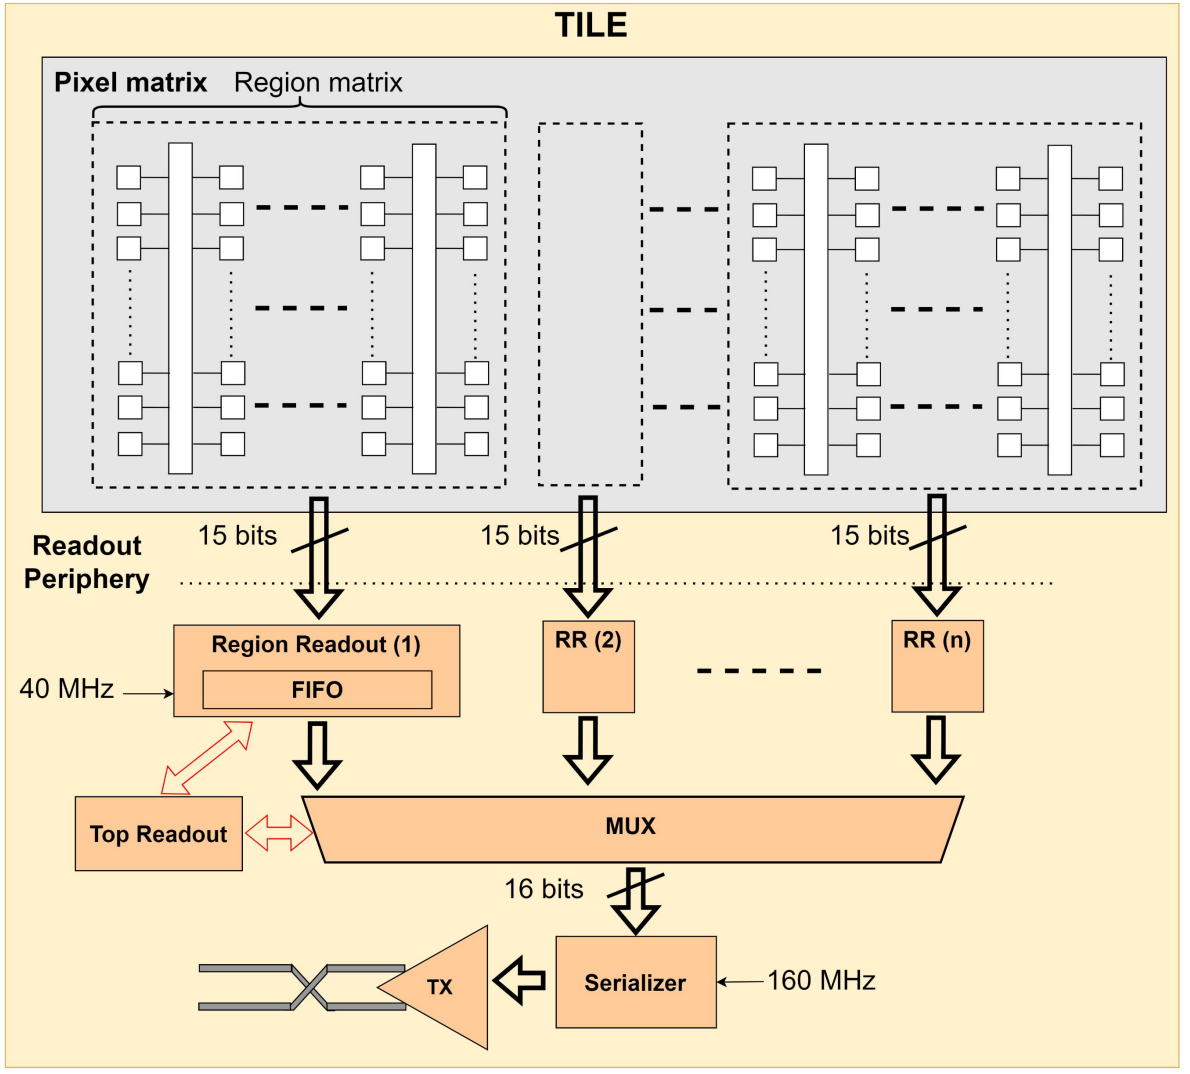 TILE
Pixel matrix Region matrix
15 bits 15 bits 15 bits
Readout
Periphery
Region Readout (1) RR (2) RR (n)
FIFO
40 MHz
MUX
Top Readout
16 bits
Serializer
160 MHz
TX